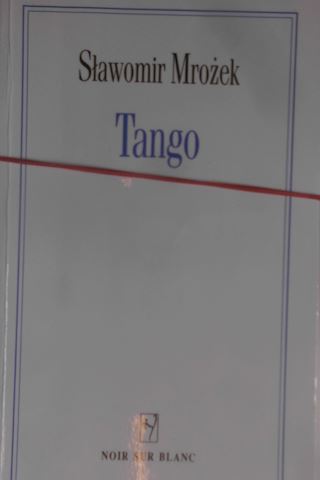 Sławomir Mrożek
Tango
NOIR SUR BLANC